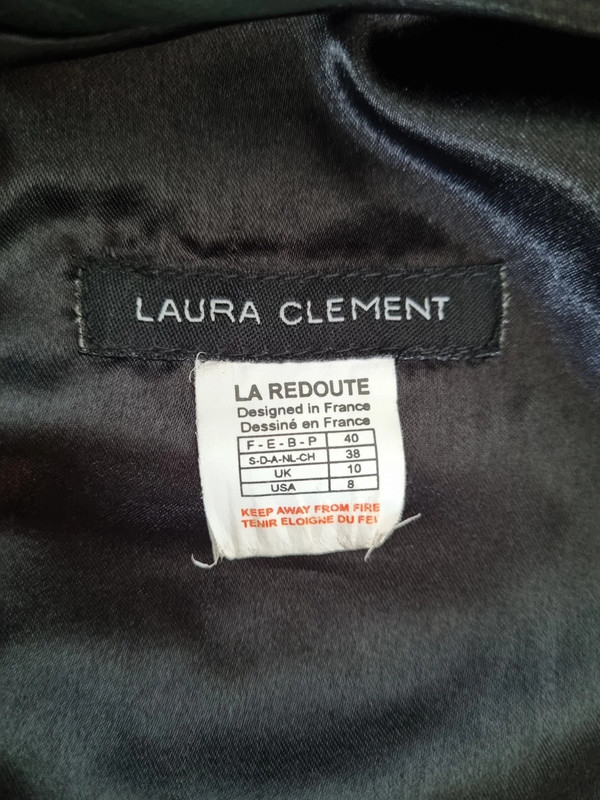 LAURA CLEMENT
LA REDOUTE
Designed in France
Dessiné en France
F - E - B - P 40
S-D-A-NL-CH 38
UK 10
USA 8
KEEP AWAY FROM FIRE
TENIR ELOIGNE DU FEU